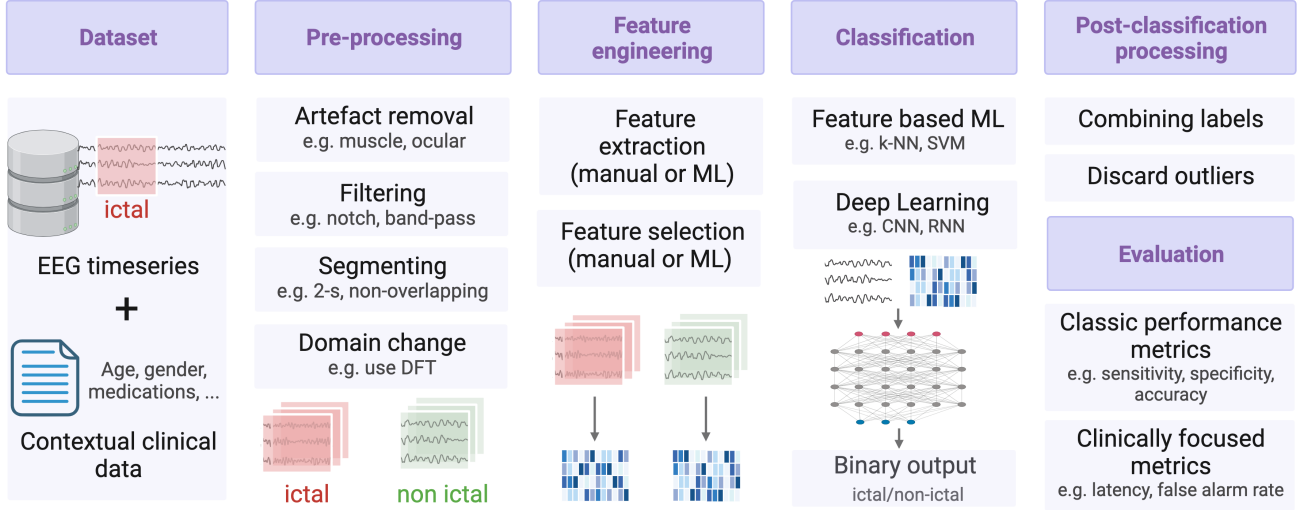 Dataset
ictal
EEG timeseries
+
Age, gender,
medications, ...
Contextual clinical
data
Pre-processing
Artefact removal
e.g. muscle, ocular
Filtering
e.g. notch, band-pass
Segmenting
e.g. 2-s, non-overlapping
Domain change
e.g. use DFT
ictal
non ictal
Feature
engineering
Feature
extraction
(manual or ML)
Feature selection
(manual or ML)
Classification
Feature based ML
e.g. k-NN, SVM
Deep Learning
e.g. CNN, RNN
Binary output
ictal/non-ictal
Post-classification
processing
Combining labels
Discard outliers
Evaluation
Classic performance
metrics
e.g. sensitivity, specificity,
accuracy
Clinically focused
metrics
e.g. latency, false alarm rate